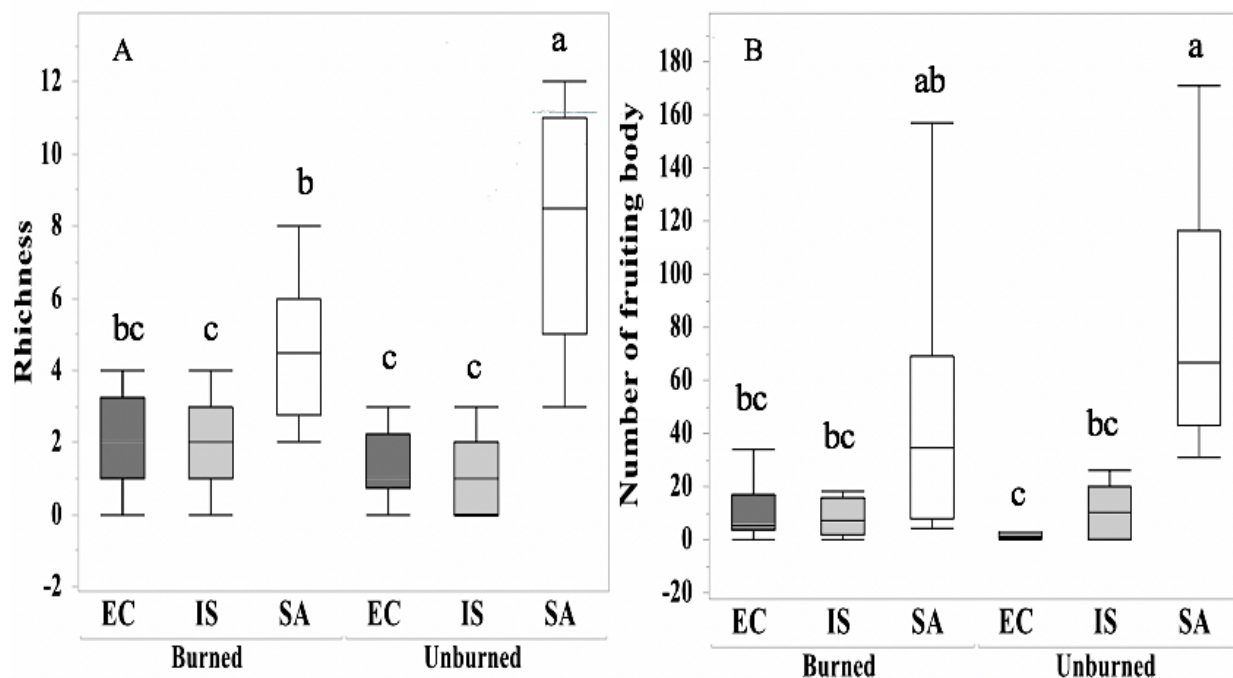 A
Rhichness
12
10
8
6
4
2
0
-2
bc
c
b
c
c
a
EC IS SA EC IS SA
Burned Unburned
B
Number of fruiting body
180
160
140
120
100
80
60
40
20
0
-20
bc
bc
ab
c
bc
a
EC IS SA EC IS SA
Burned Unburned